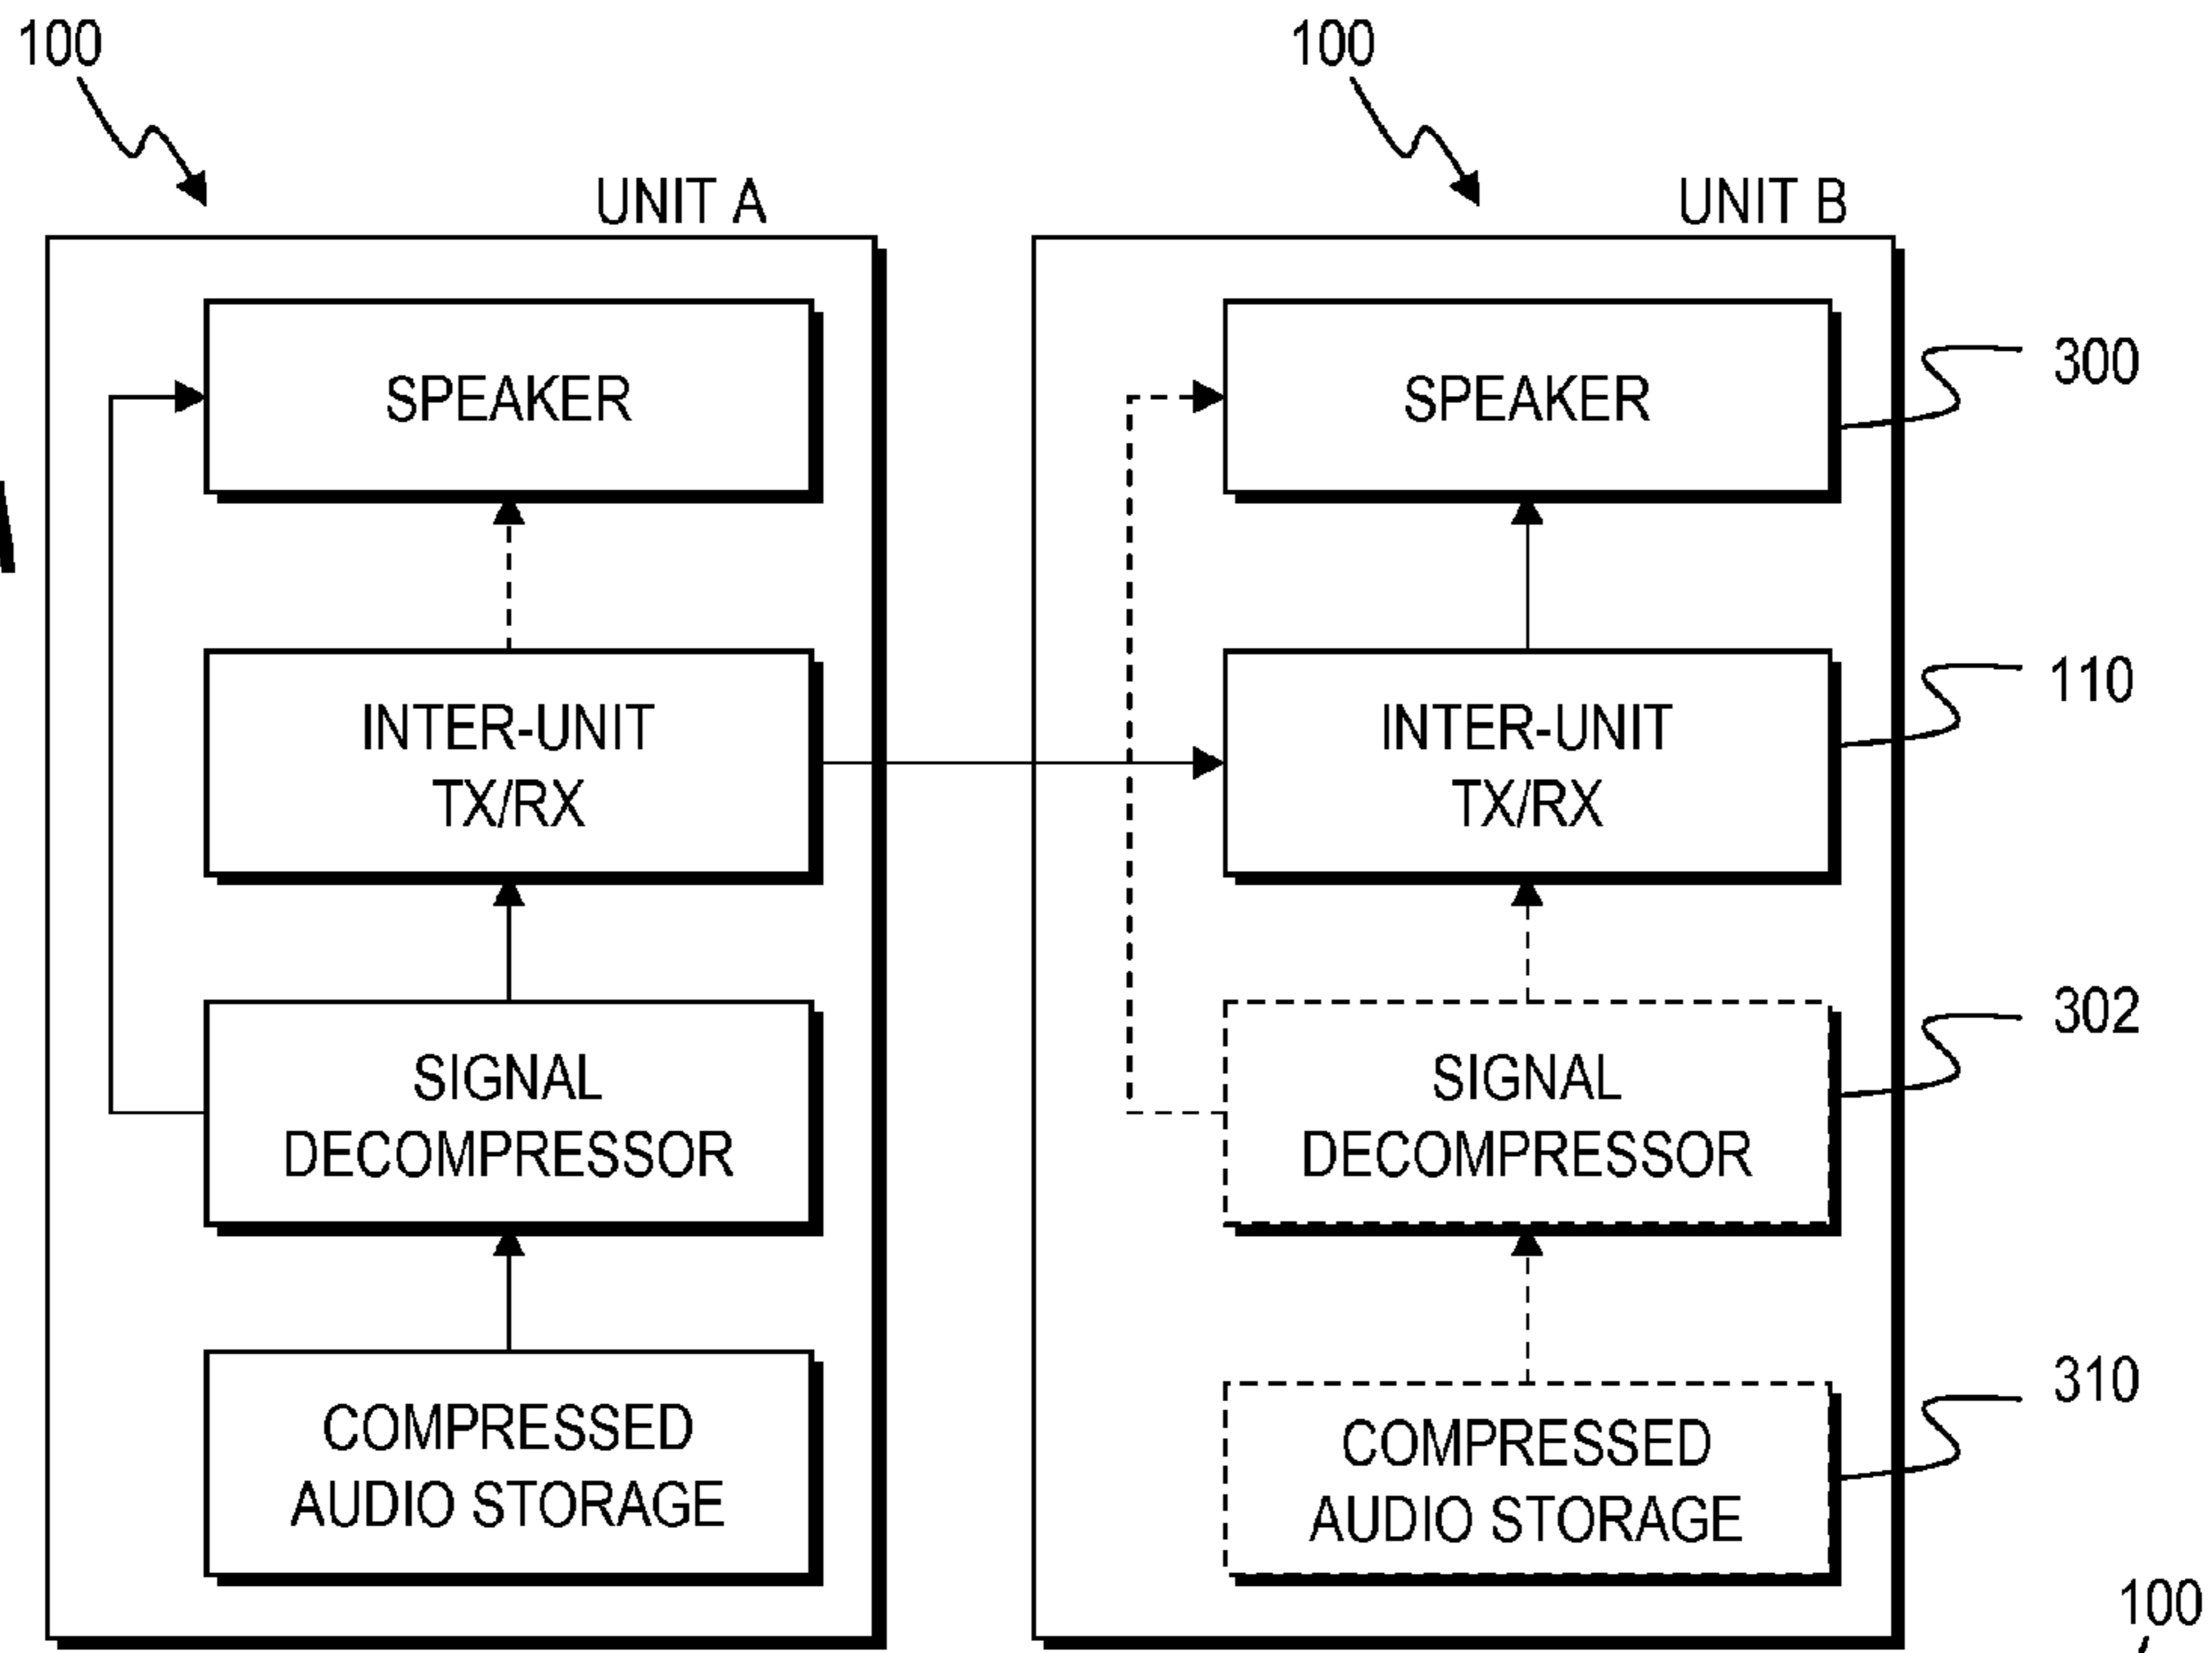 100
100
UNIT A
UNIT B
SPEAKER
SPEAKER
300
INTER-UNIT
TX/RX
INTER-UNIT
TX/RX
110
SIGNAL
DECOMPRESSOR
SIGNAL
DECOMPRESSOR
302
COMPRESSED
AUDIO STORAGE
COMPRESSED
AUDIO STORAGE
310
100